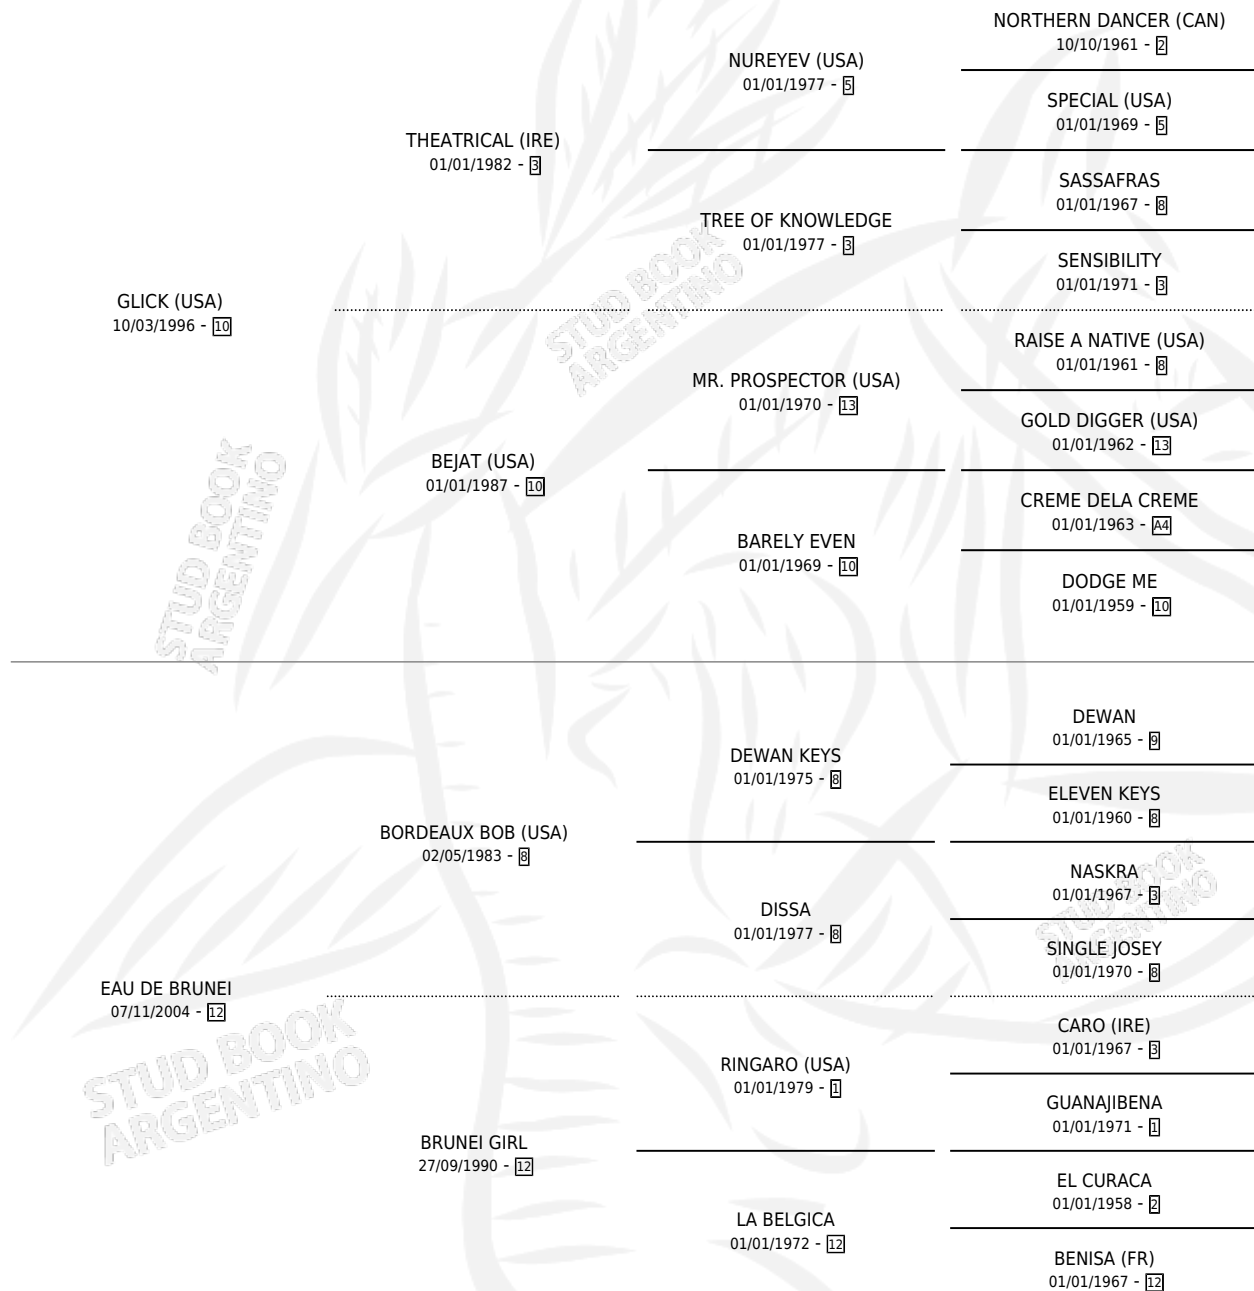 GLICK (USA)
10/03/1996 - 10
THEATRICAL (IRE)
01/01/1982 - 3
BEJAT (USA)
01/01/1987 - 10
NUREYEV (USA)
01/01/1977 - 5
TREE OF KNOWLEDGE
01/01/1977 - 3
MR. PROSPECTOR (USA)
01/01/1970 - 13
BARELY EVEN
01/01/1969 - 10
NORTHERN DANCER (CAN)
10/10/1961 - 2
SPECIAL (USA)
01/01/1969 - 5
SASSAFRAS
01/01/1967 - 8
SENSIBILITY
01/01/1971 - 3
RAISE A NATIVE (USA)
01/01/1961 - 8
GOLD DIGGER (USA)
01/01/1962 - 13
CREME DELA CREME
01/01/1963 - A4
DODGE ME
01/01/1959 - 10
EAU DE BRUNEI
07/11/2004 - 12
BORDEAUX BOB (USA)
02/05/1983 - 8
BRUNEI GIRL
27/09/1990 - 12
DEWAN KEYS
01/01/1975 - 8
DISSA
01/01/1977 - 8
RINGARO (USA)
01/01/1979 - 1
LA BELGICA
01/01/1972 - 12
DEWAN
01/01/1965 - 9
ELEVEN KEYS
01/01/1960 - 8
NASKRA
01/01/1967 - 3
SINGLE JOSEY
01/01/1970 - 8
CARO (IRE)
01/01/1967 - 3
GUANAJIBENA
01/01/1971 - 1
EL CURACA
01/01/1958 - 2
BENISA (FR)
01/01/1967 - 12
STUD BOOK
ARGENTINO
STUD BOOK
ARGENTINO
STUD BOOK
ARGENTINO
STUD BOOK
ARGENTINO